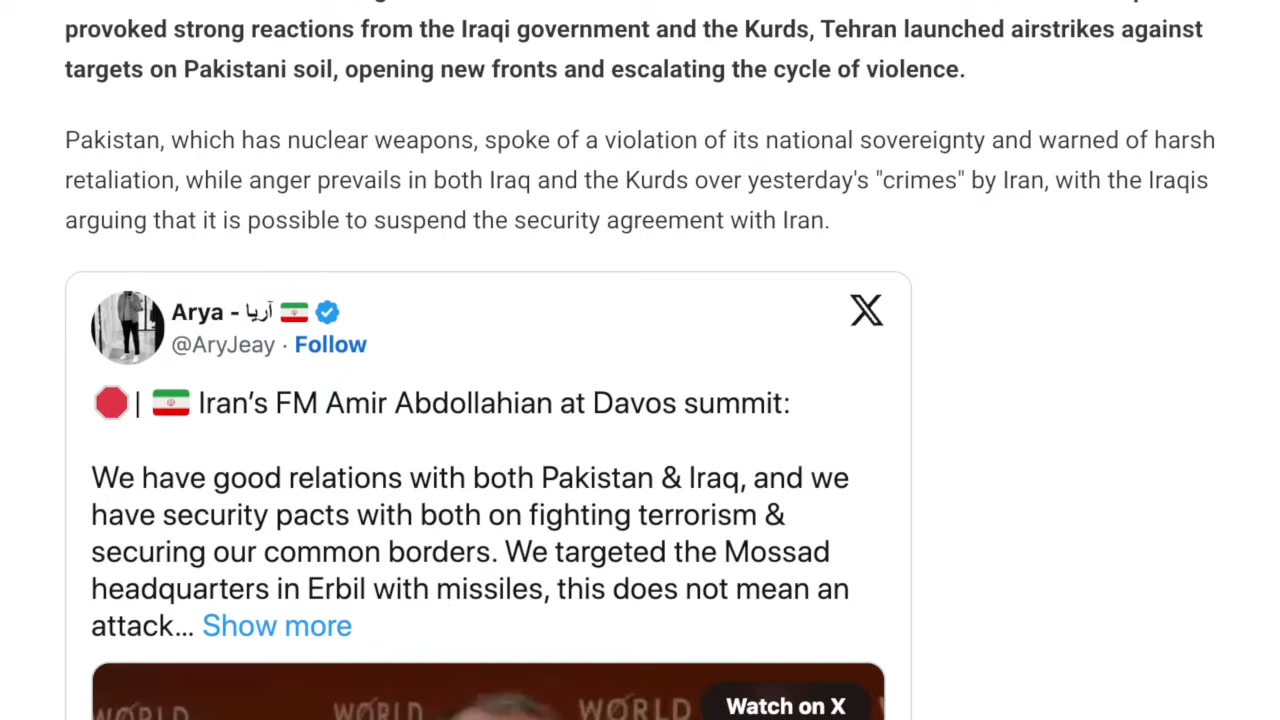 provoked strong reactions from the Iraqi government and the Kurds, Tehran launched airstrikes against
targets on Pakistani soil, opening new fronts and escalating the cycle of violence.
Pakistan, which has nuclear weapons, spoke of a violation of its national sovereignty and warned of harsh
retaliation, while anger prevails in both Iraq and the Kurds over yesterday's "crimes" by Iran, with the Iraqis
arguing that it is possible to suspend the security agreement with Iran.
Arya - آریا
@AryJeay · Follow
| Iran’s FM Amir Abdollahian at Davos summit:
We have good relations with both Pakistan & Iraq, and we
have security pacts with both on fighting terrorism &
securing our common borders. We targeted the Mossad
headquarters in Erbil with missiles, this does not mean an
attack... Show more
WORLD WORLD WORLD
Watch on X